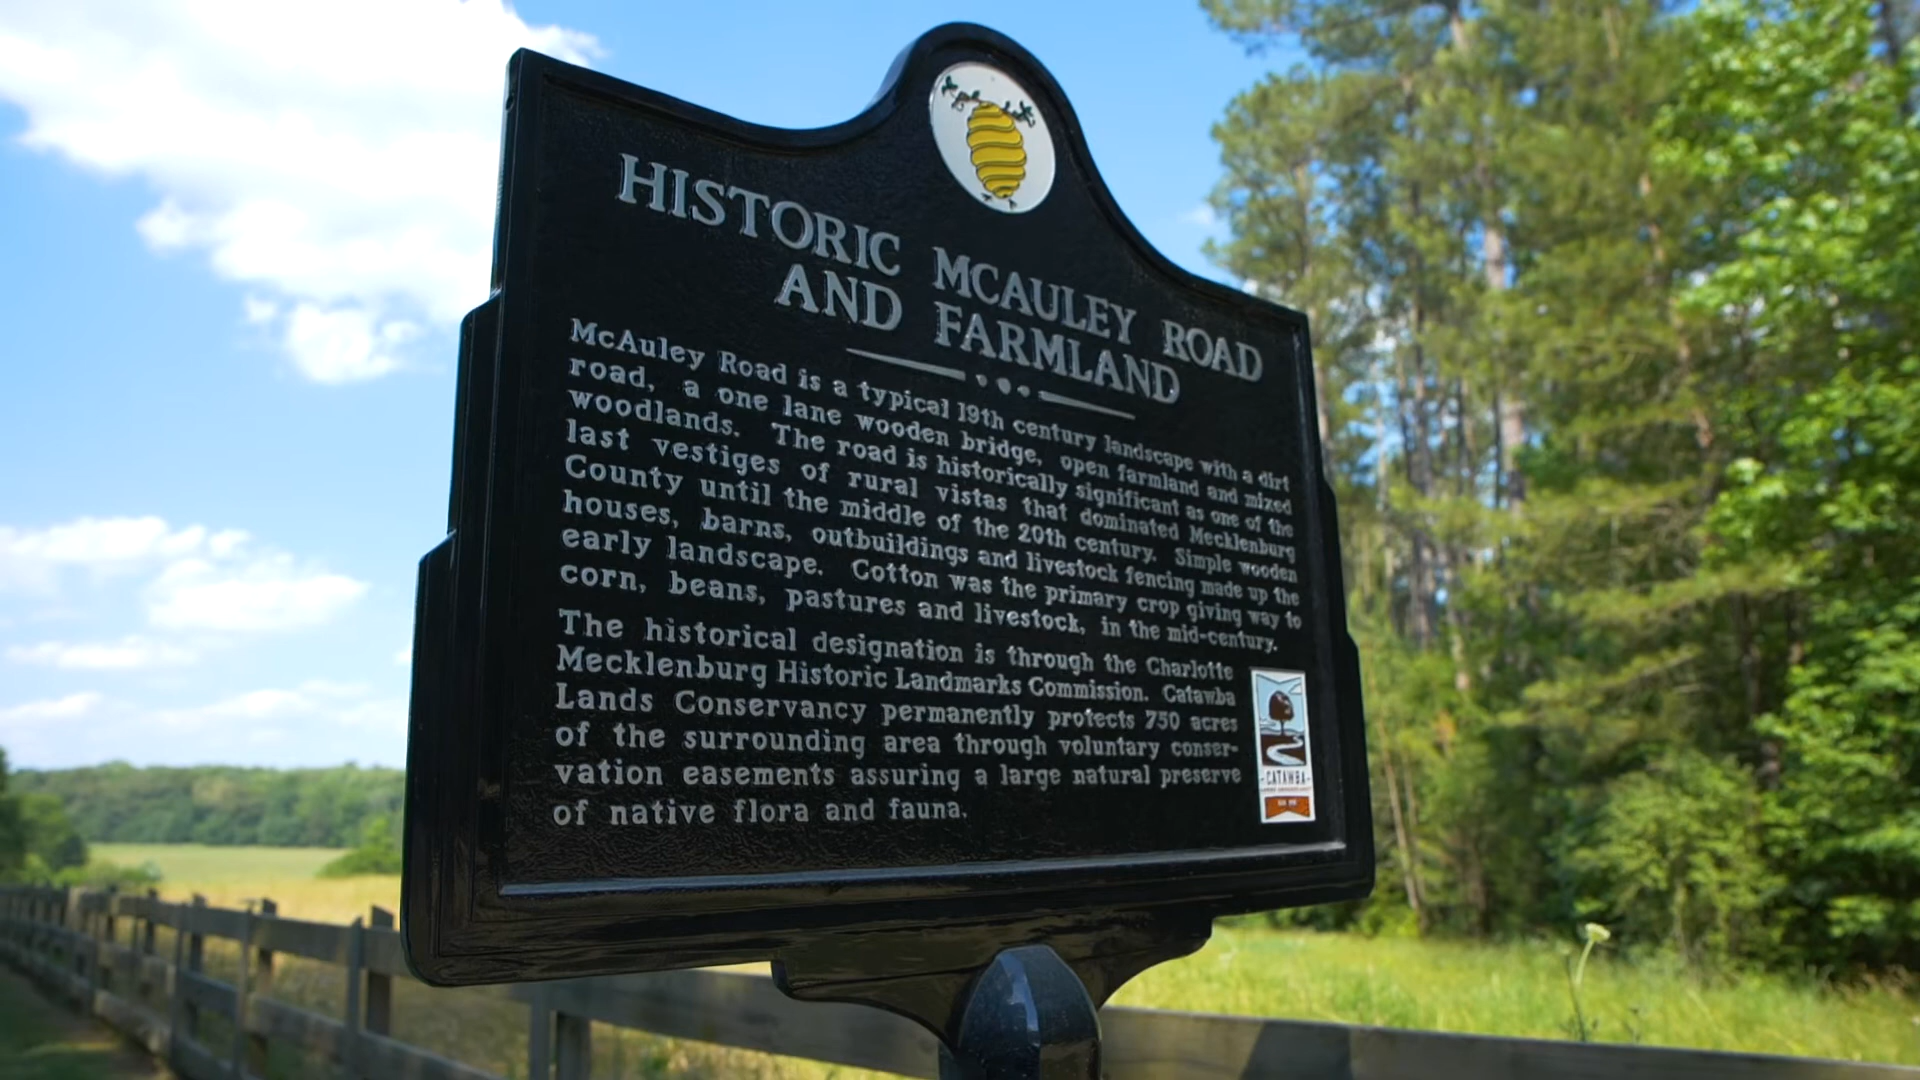 HISTORIC MCAULEY ROAD
AND FARMLAND
McAuley Road is a typical 19th century landscape with a dirt
road, a one lane wooden bridge, open farmland and mixed
woodlands. The road is historically significant as one of the
last vestiges of rural vistas that dominated Mecklenburg
County until the middle of the 20th century. Simple wooden
houses, barns, outbuildings and livestock fencing made up the
early landscape. Cotton was the primary crop giving way to
corn, beans, pastures and livestock, in the mid-century.
The historical designation is through the Charlotte
Mecklenburg Historic Landmarks Commission. Catawba
Lands Conservancy permanently protects 750 acres
of the surrounding area through voluntary conser-
vation easements assuring a large natural preserve
of native flora and fauna.
CATAWBA